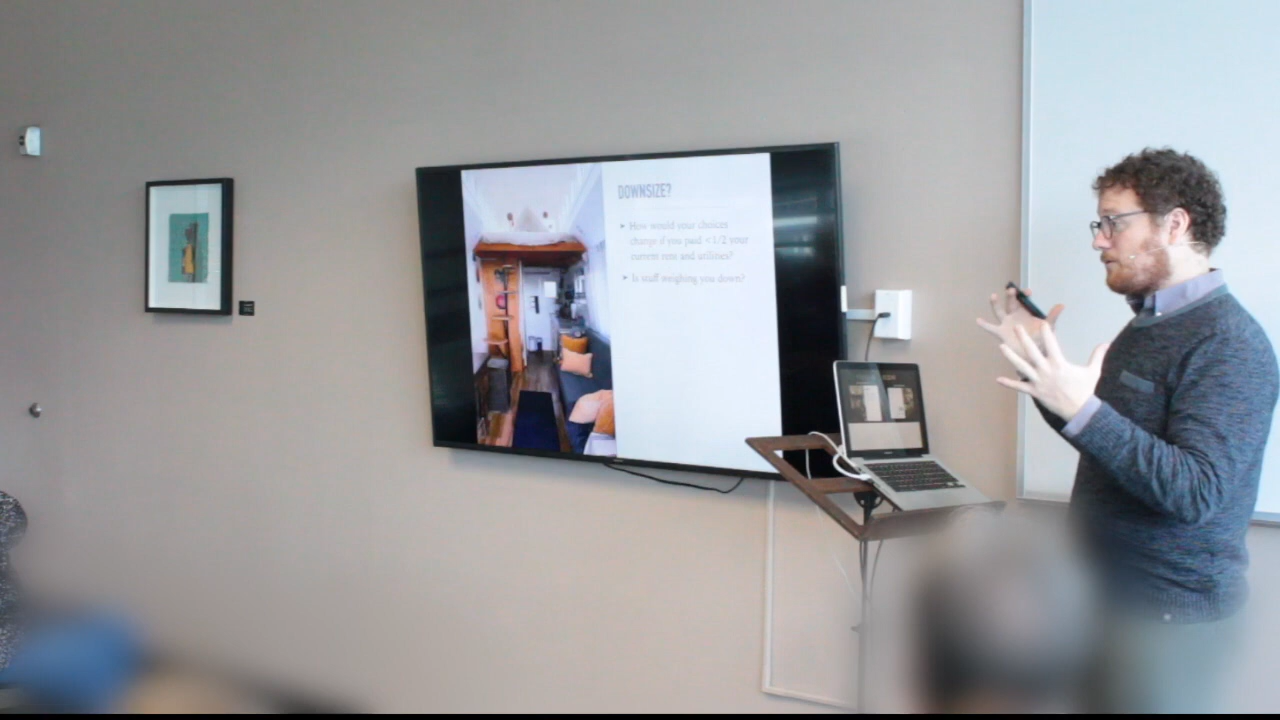 DOWNSIZE?
➤ How would your choices
change if you paid <1/2 your
current rent and utilities?
➤ Is stuff weighing you down?